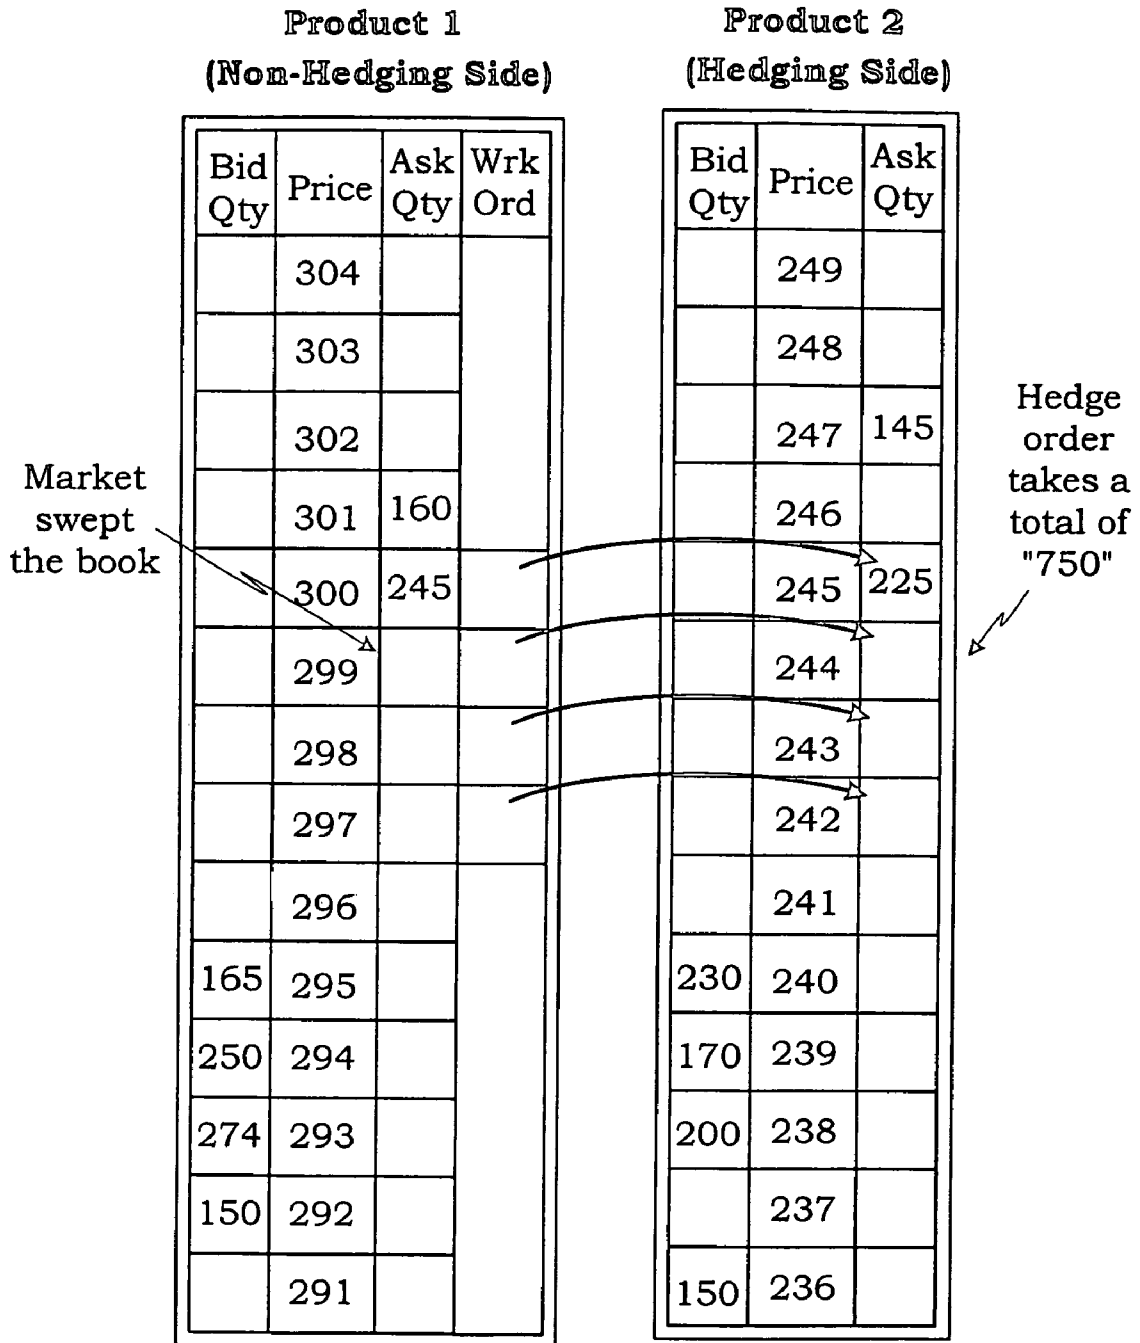 Product 1
(Non-Hedging Side)
Bid Qty Price Ask Qty Wrk Ord
304
303
302
301 160
300 245
299
298
297
296
165 295
250 294
274 293
150 292
291
Market
swept
the book
Product 2
(Hedging Side)
Bid Qty Price Ask Qty
249
248
247 145
246
245 225
244
243
242
241
230 240
170 239
200 238
237
150 236
Hedge
order
takes a
total of
"750"